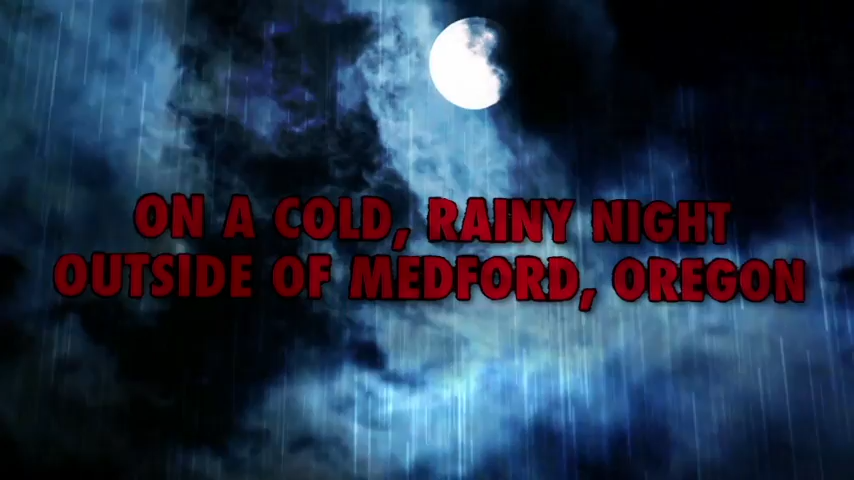 ON A COLD, RAINY NIGHT
OUTSIDE OF MEDFORD, OREGON